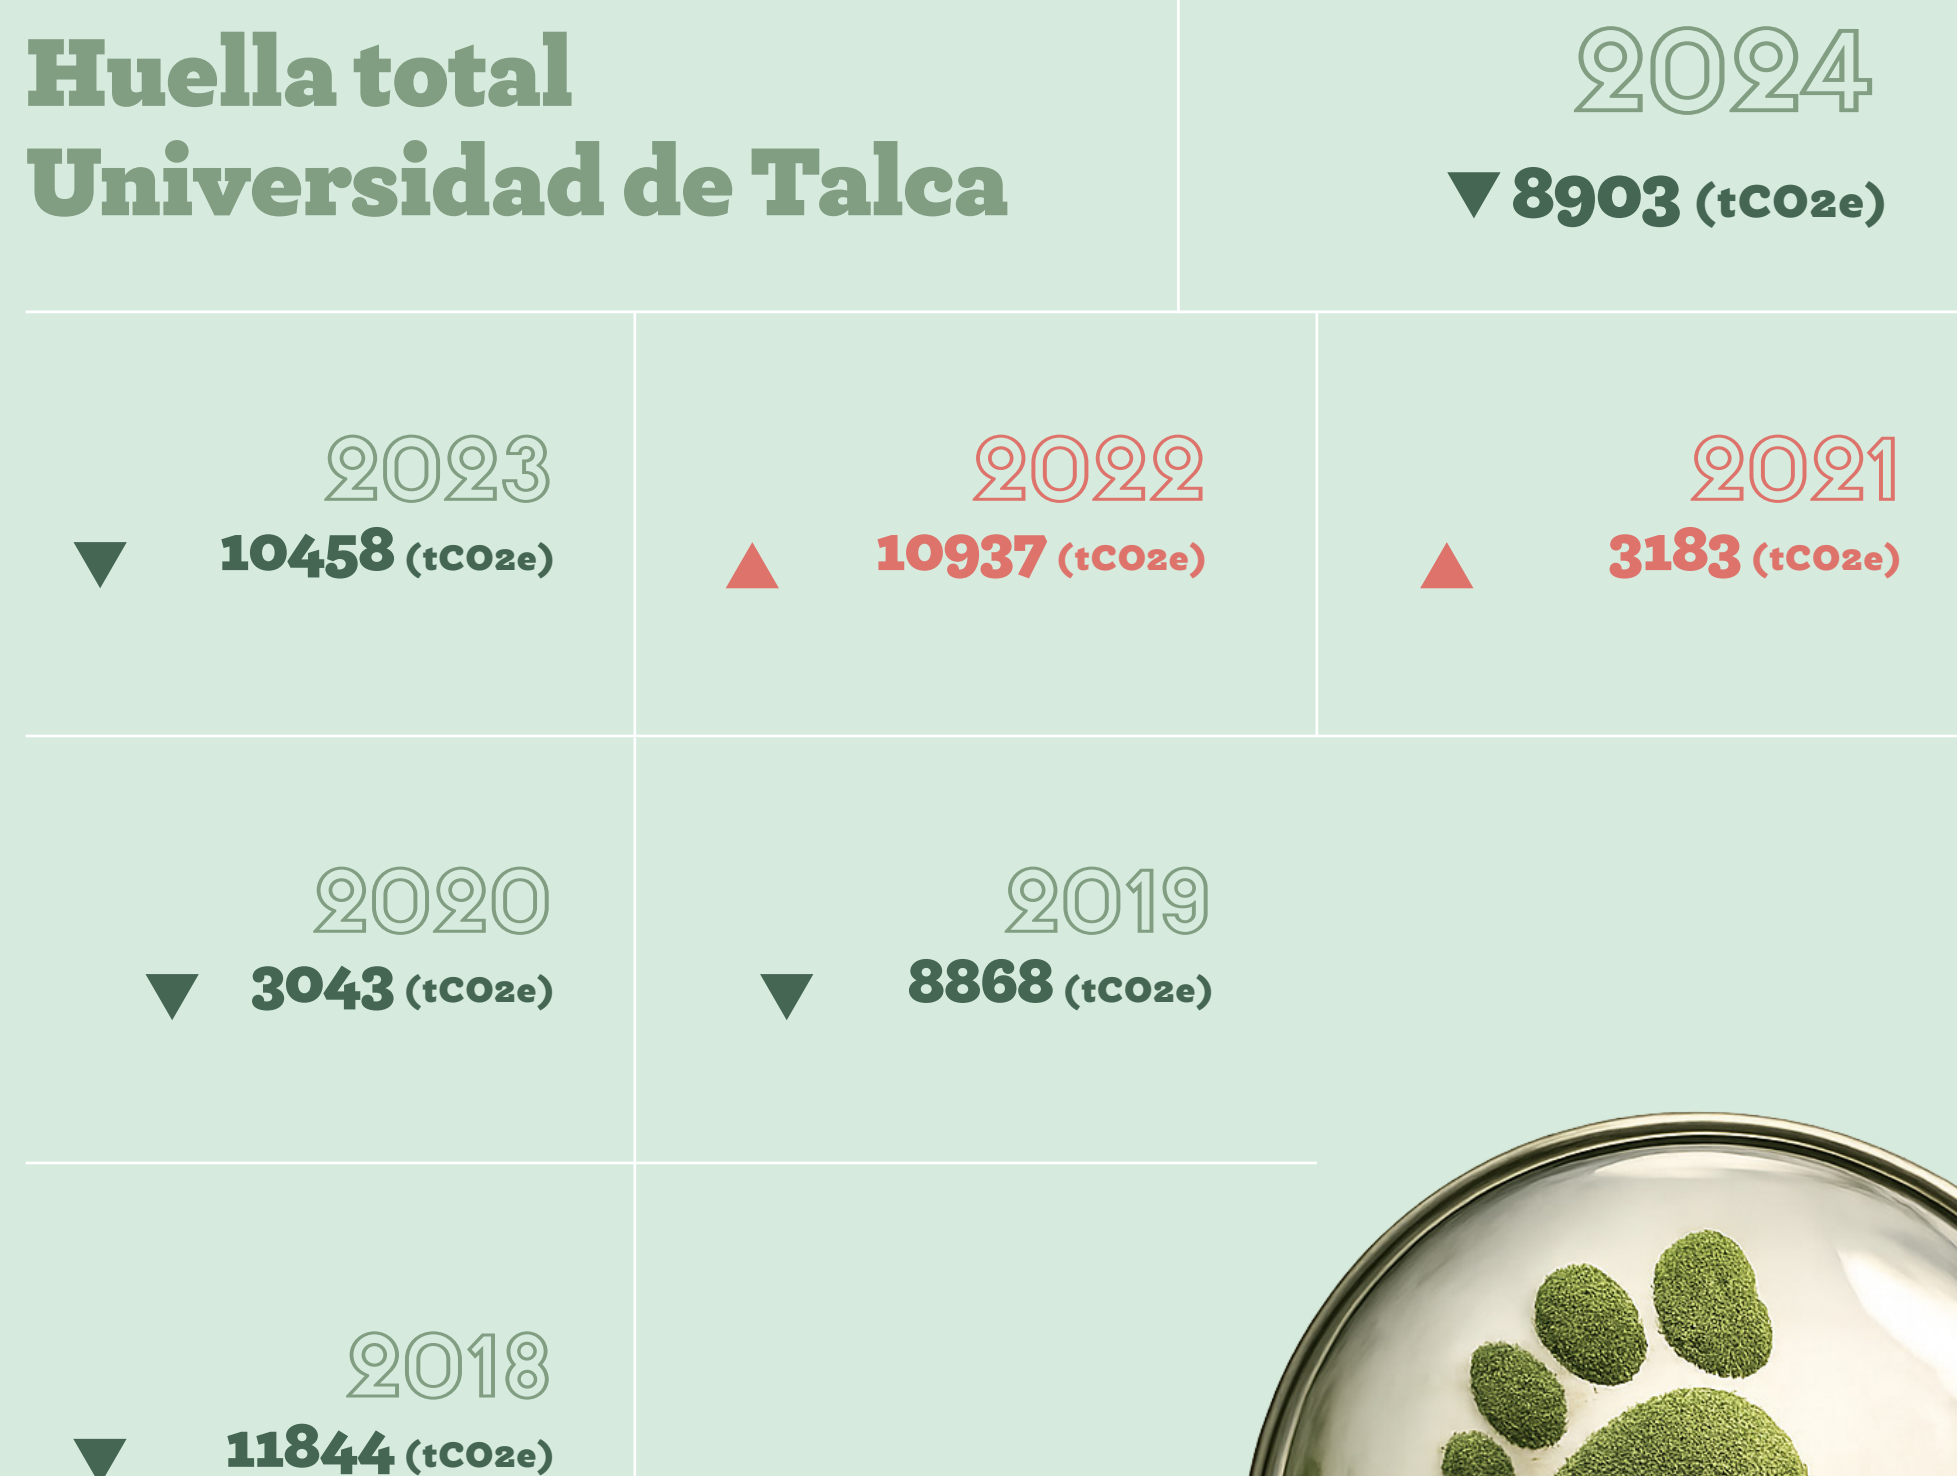 Huella total
Universidad de Talca
2024
▼8903 (tCO2e)
2023
▼ 10458 (tCO2e)
2022
▲ 10937 (tCO2e)
2021
▲ 3183 (tCO2e)
2020
▼ 3043 (tCO2e)
2019
▼ 8868 (tCO2e)
2018
▼ 11844 (tCO2e)